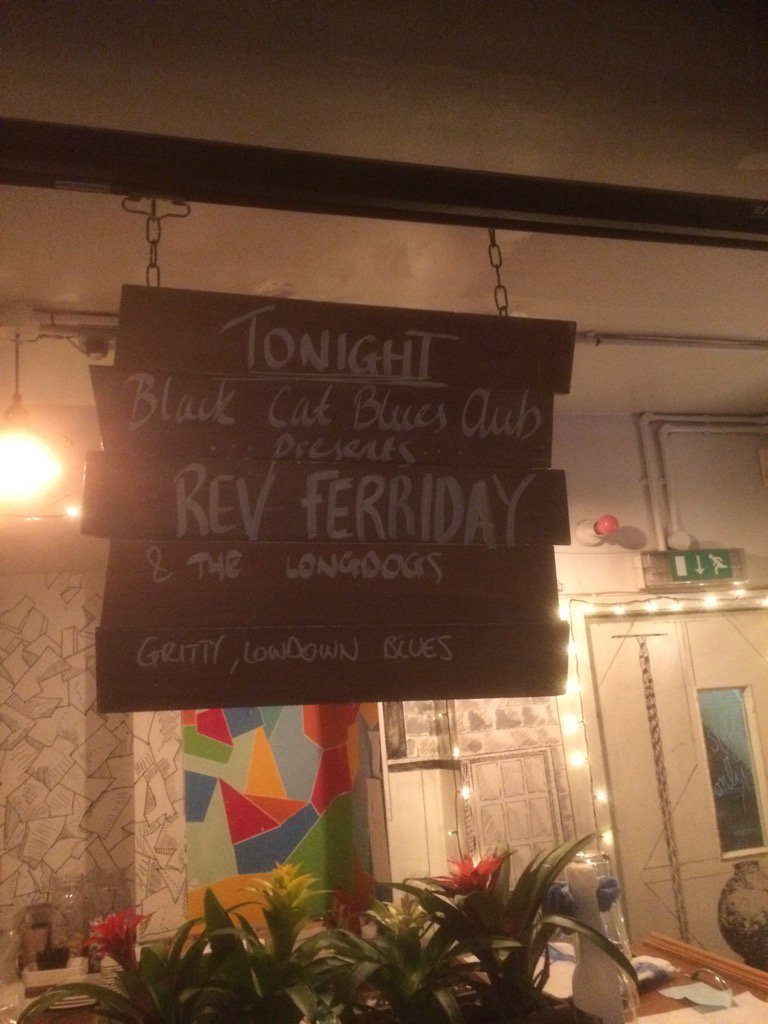 TONIGHT
Black Cat Blues Club
Presents
REV FERRIDAY
& THE LONGDOGS
GRITTY, LOWDOWN BLUES